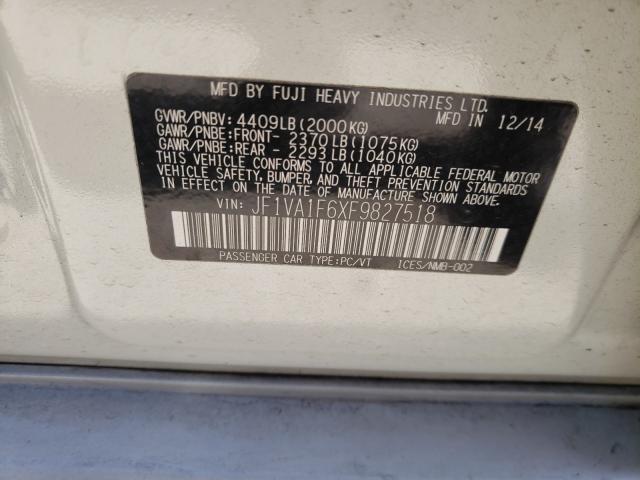 MFD BY FUJI HEAVY INDUSTRIES LTD.
GVWR/PNBV: 4409LB(2000KG) MFD IN 12/14
GAWR/PNBE:FRONT- 2370LB(1075KG)
GAWR/PNBE:REAR - 2293LB(1040KG)
THIS VEHICLE CONFORMS TO ALL APPLICABLE FEDERAL MOTOR
VEHICLE SAFETY, BUMPER, AND THEFT PREVENTION STANDARDS
IN EFFECT ON THE DATE OF MANUFACTURE SHOWN ABOVE.
VIN: JF1VA1F6XF9827518
PASSENGER CAR TYPE:PC/VT ICES/NMB-002